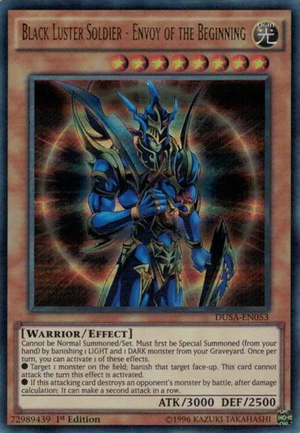 BLACK LUSTER SOLDIER - ENVOY OF THE BEGINNING
LIGHT
光
DUSA-EN053
[WARRIOR/EFFECT]
Cannot be Normal Summoned/Set. Must first be Special Summoned (from your
hand) by banishing 1 LIGHT and 1 DARK monster from your Graveyard. Once per
turn, you can activate 1 of these effects.
● Target 1 monster on the field; banish that target face-up. This card cannot
attack the turn this effect is activated.
● If this attacking card destroyed an opponent's monster by battle, after damage
calculation: It can make a second attack in a row.
ATK/3000 DEF/2500
72989439 1st Edition ©1996 KAZUKI TAKAHASHI